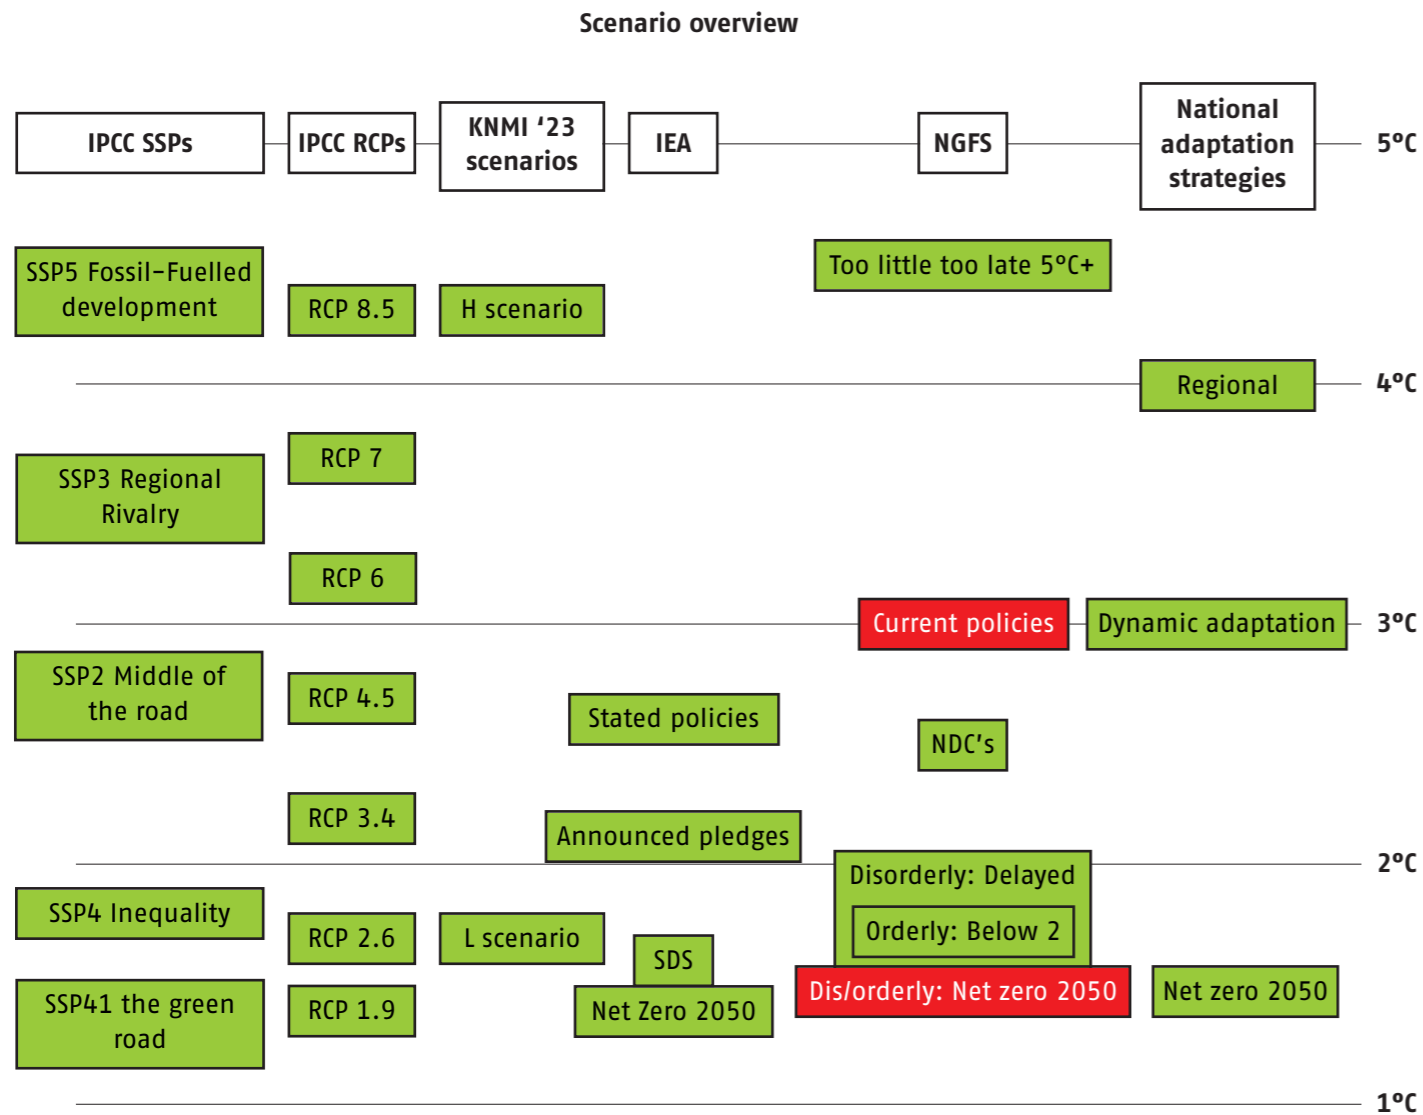 Scenario overview
IPCC SSPs
IPCC RCPs
KNMI ‘23
scenarios
IEA
NGFS
National
adaptation
strategies
5°C
SSP5 Fossil-Fuelled
development
RCP 8.5
H scenario
Too little too late 5°C+
Regional
4°C
SSP3 Regional
Rivalry
RCP 7
RCP 6
Current policies
Dynamic adaptation
3°C
SSP2 Middle of
the road
RCP 4.5
Stated policies
NDC’s
RCP 3.4
Announced pledges
2°C
Disorderly: Delayed
SSP4 Inequality
RCP 2.6
L scenario
SDS
Orderly: Below 2
SSP41 the green
road
RCP 1.9
Net Zero 2050
Dis/orderly: Net zero 2050
Net zero 2050
1°C